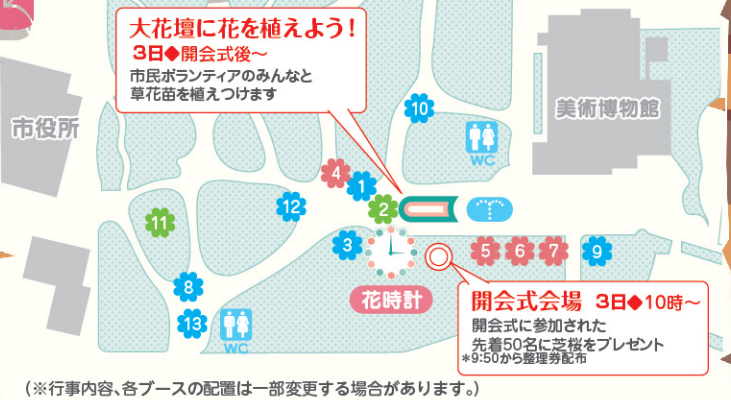 大花壇に花を植えよう!
3日◆開会式後〜
市民ボランティアのみんなと
草花苗を植えつけます
市役所
美術博物館
10
WC
4
1
2
12
11
3
5
6
7
9
花時計
8
13
WC
開会式会場 3日◆10時〜
開会式に参加された
先着50名に芝桜をプレゼント
*9:50から整理券配布
(※行事内容、各ブースの配置は一部変更する場合があります。)